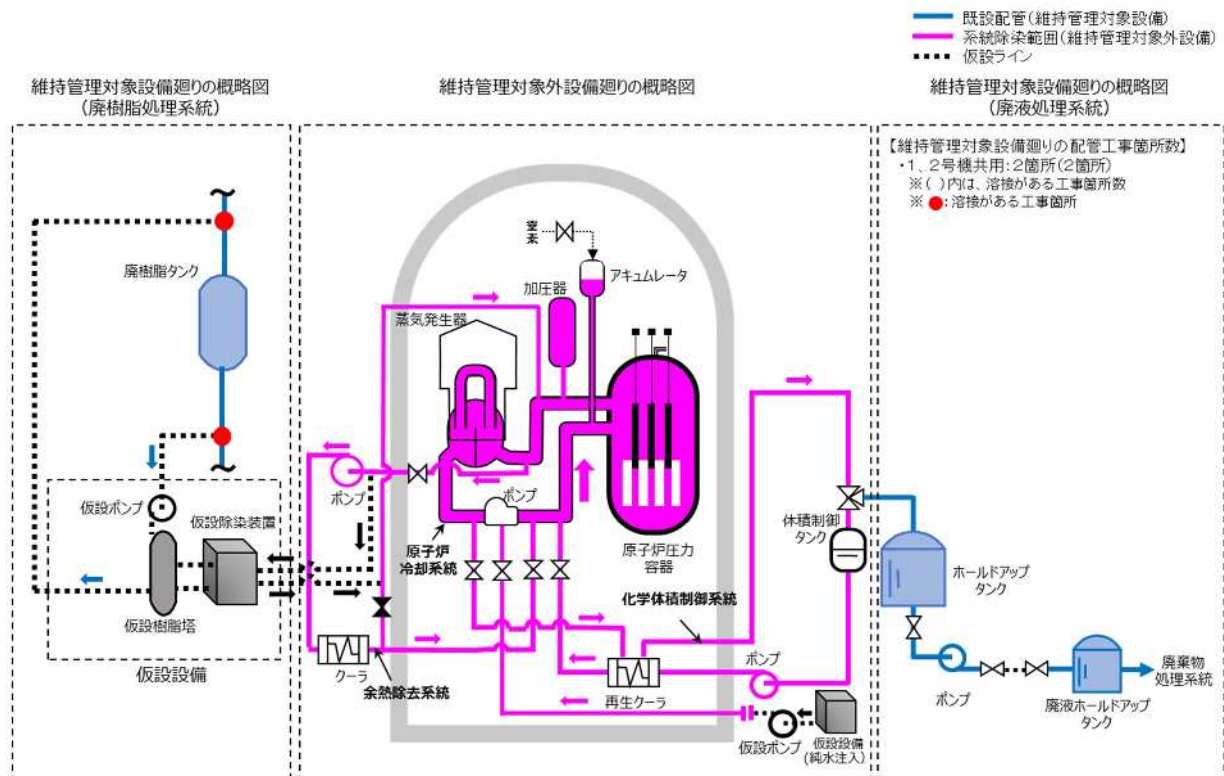 既設配管(維持管理対象設備)
系統除染範囲(維持管理対象外設備)
仮設ライン
維持管理対象設備廻りの概略図
(廃樹脂処理系統)
維持管理対象外設備廻りの概略図
維持管理対象設備廻りの概略図
(廃液処理系統)
【維持管理対象設備廻りの配管工事箇所数】
・1、2号機共用:2箇所(2箇所)
※( )内は、溶接がある工事箇所数
※ ●:溶接がある工事箇所
廃樹脂タンク
仮設ポンプ
仮設除染装置
仮設樹脂塔
仮設設備
窒素
アキュムレータ
加圧器
蒸気発生器
ポンプ
ポンプ
原子炉
冷却系統
原子炉圧力
容器
体積制御
タンク
化学体積制御系統
クーラ
余熱除去系統
再生クーラ
ポンプ
仮設ポンプ
仮設設備
(純水注入)
ホールドアップ
タンク
ポンプ
廃液ホールドアップ
タンク
廃棄物
処理系統